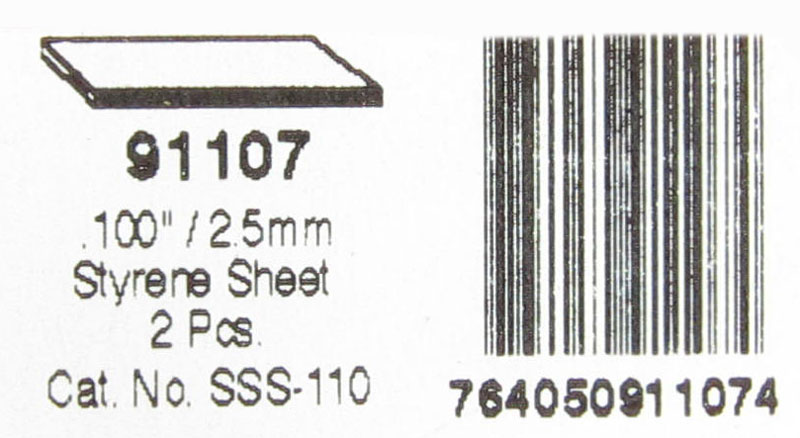 91107
.100" / 2.5mm
Styrene Sheet
2 Pcs.
Cat. No. SSS-110
764050911074